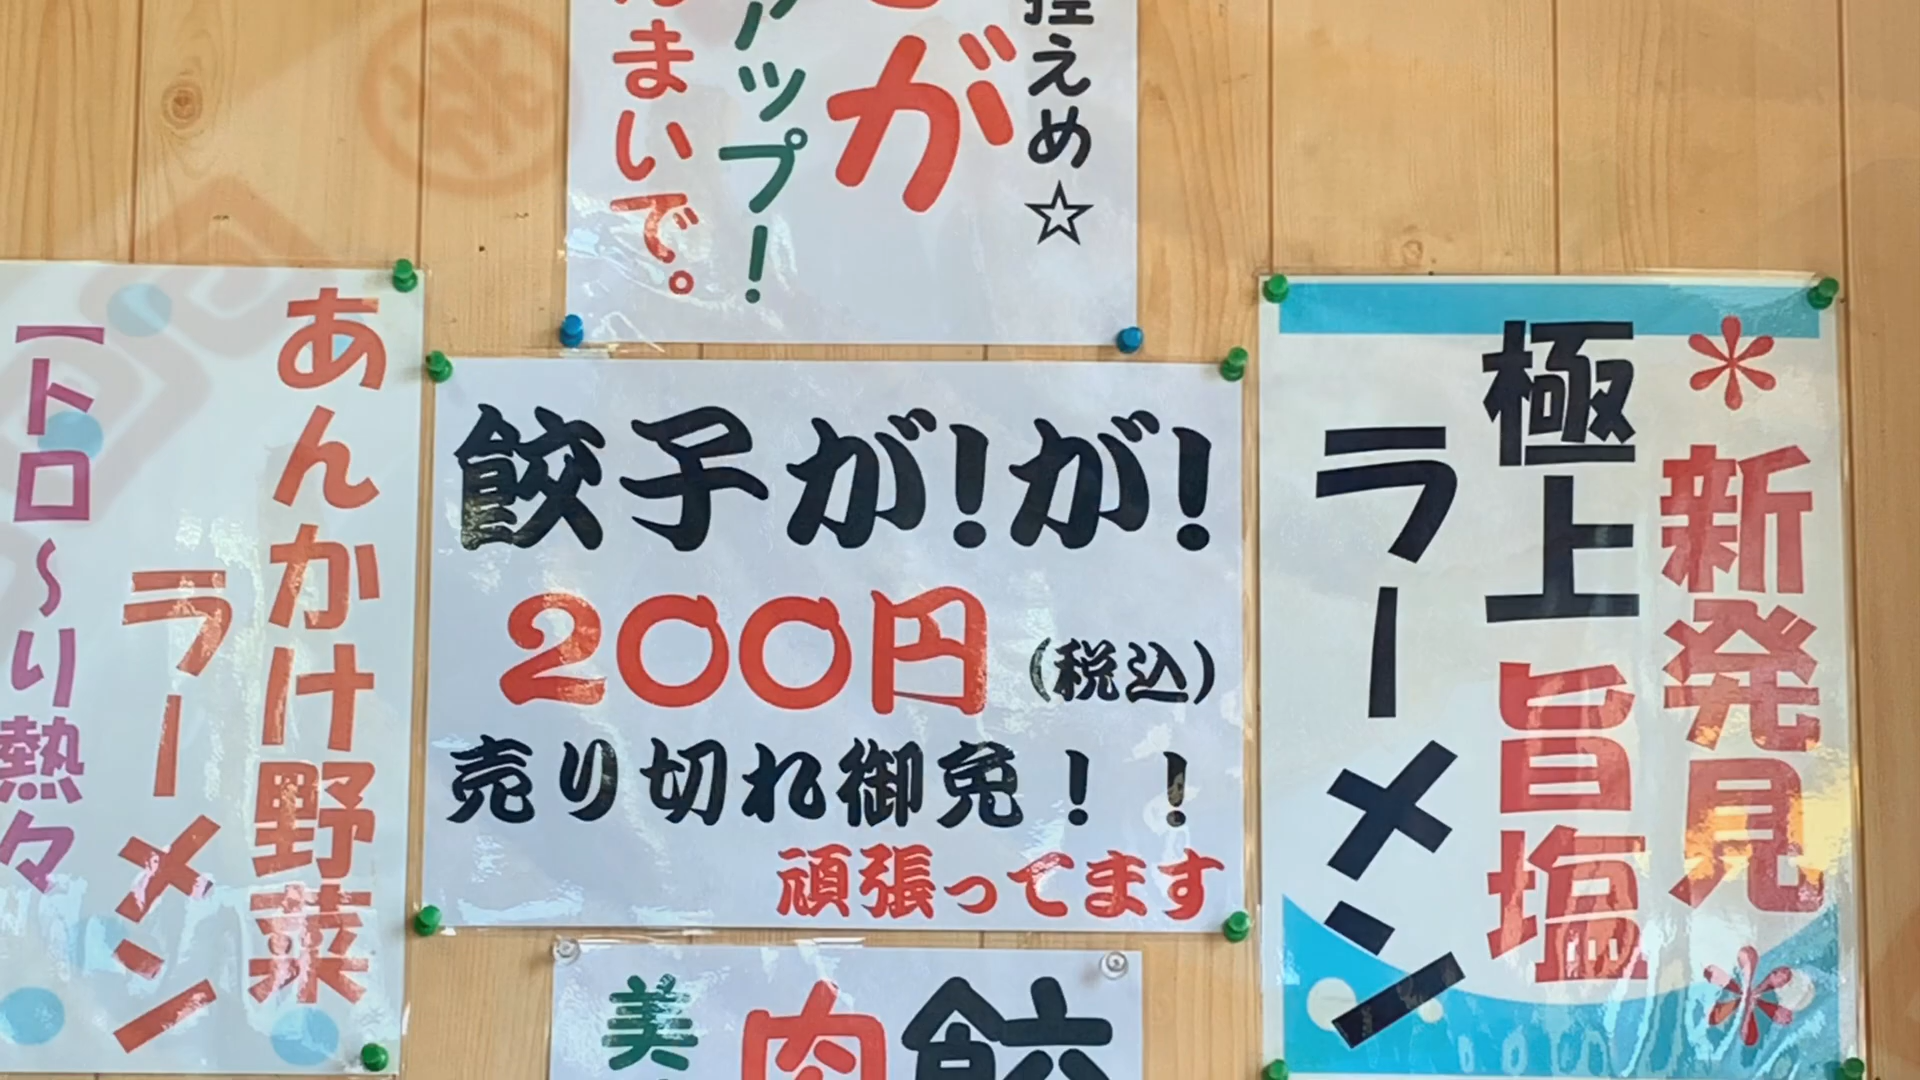 控えめ☆
が
アップ!
まいで。
あんかけ野菜
ラーメン
【トロ～り熱々
餃子が!が!
200円(税込)
売り切れ御免!!
頑張ってます
＊新発見＊
極上旨塩
ラーメン
餃
肉
美